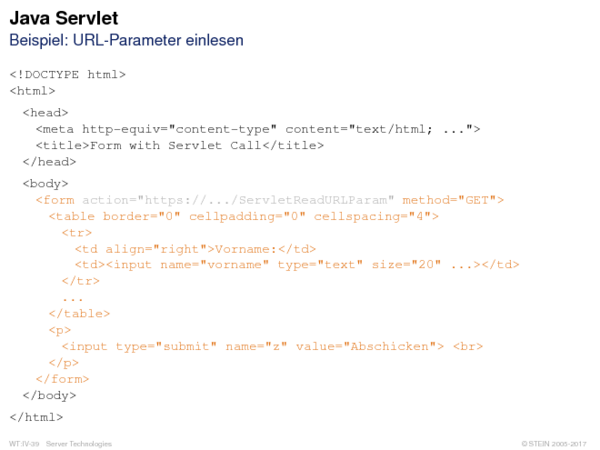 Java Servlet
Beispiel: URL-Parameter einlesen
<!DOCTYPE html>
<html>
<head>
<meta http-equiv="content-type" content="text/html; ...">
<title>Form with Servlet Call</title>
</head>
<body>
<form action="https://.../ServletReadURLParam" method="GET">
<table border="0" cellpadding="0" cellspacing="4">
<tr>
<td align="right">Vorname:</td>
<td><input name="vorname" type="text" size="20" ...></td>
</tr>
...
</table>
<p>
<input type="submit" name="z" value="Abschicken"> <br>
</p>
</form>
</body>
</html>
WT:IV-39 Server Technologies © STEIN 2005-2017